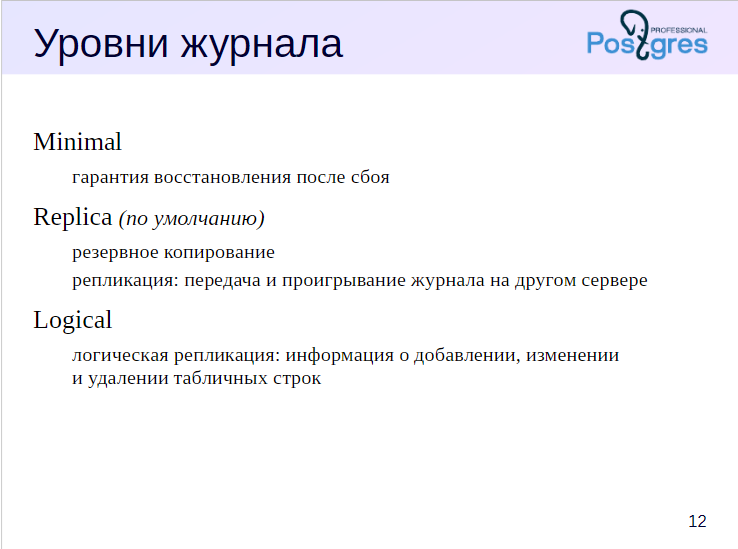 Уровни журнала
PROFESSIONAL
Postgres
Minimal
гарантия восстановления после сбоя
Replica (по умолчанию)
резервное копирование
репликация: передача и проигрывание журнала на другом сервере
Logical
логическая репликация: информация о добавлении, изменении
и удалении табличных строк
12